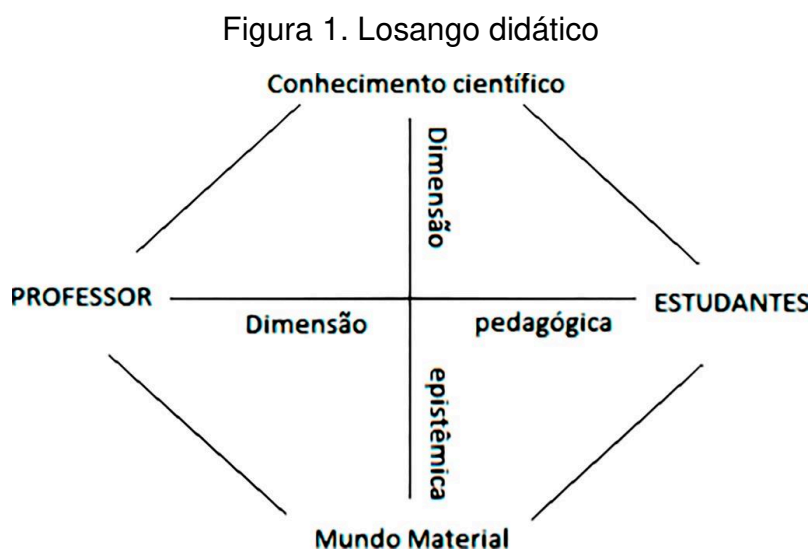 Figura 1. Losango didático
Conhecimento científico
Dimensão
PROFESSOR
ESTUDANTES
Dimensão
pedagógica
epistêmica
Mundo Material